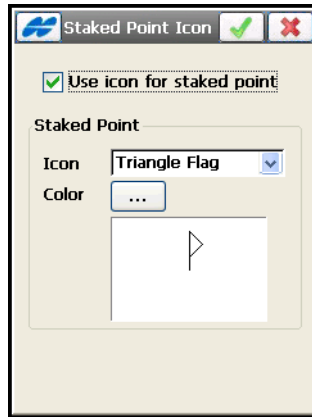 Staked Point Icon
Use icon for staked point
Staked Point
Icon Triangle Flag
Color ...